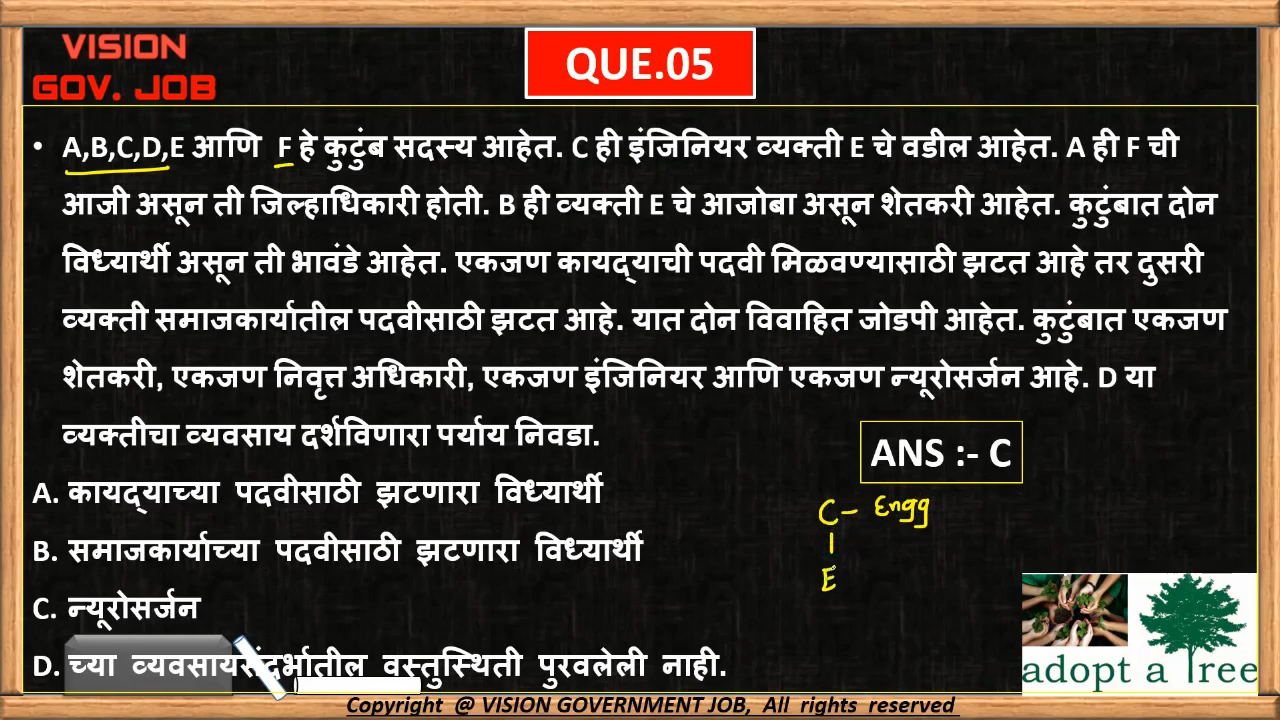 VISION
GOV. JOB
QUE.05
• A,B,C,D,E आणि F हे कुटुंब सदस्य आहेत. C ही इंजिनियर व्यक्ती E चे वडील आहेत. A ही F ची
आजी असून ती जिल्हाधिकारी होती. B ही व्यक्ती E चे आजोबा असून शेतकरी आहेत. कुटुंबात दोन
विध्यार्थी असून ती भावंडे आहेत. एकजण कायद्याची पदवी मिळवण्यासाठी झटत आहे तर दुसरी
व्यक्ती समाजकार्यातील पदवीसाठी झटत आहे. यात दोन विवाहित जोडपी आहेत. कुटुंबात एकजण
शेतकरी, एकजण निवृत्त अधिकारी, एकजण इंजिनियर आणि एकजण न्यूरोसर्जन आहे. D या
व्यक्तीचा व्यवसाय दर्शविणारा पर्याय निवडा.
ANS :- C
A. कायद्याच्या पदवीसाठी झटणारा विध्यार्थी
C - Engg
B. समाजकार्याच्या पदवीसाठी झटणारा विध्यार्थी
E
C. न्यूरोसर्जन
D. च्या व्यवसायसंदर्भातील वस्तुस्थिती पुरवलेली नाही.
adopt a Tree
Copyright @ VISION GOVERNMENT JOB, All rights reserved